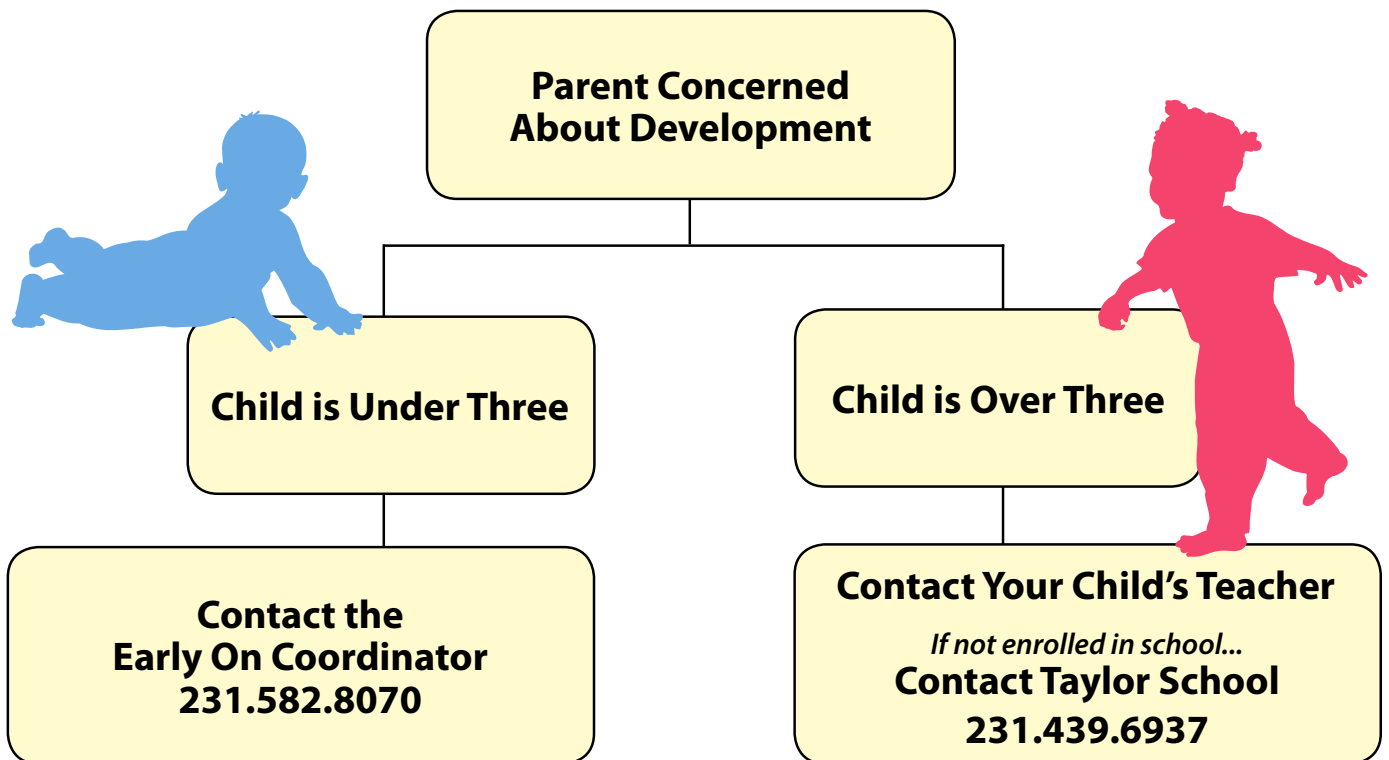 Parent Concerned
About Development
Child is Under Three
Child is Over Three
Contact the
Early On Coordinator
231.582.8070
Contact Your Child's Teacher
If not enrolled in school...
Contact Taylor School
231.439.6937